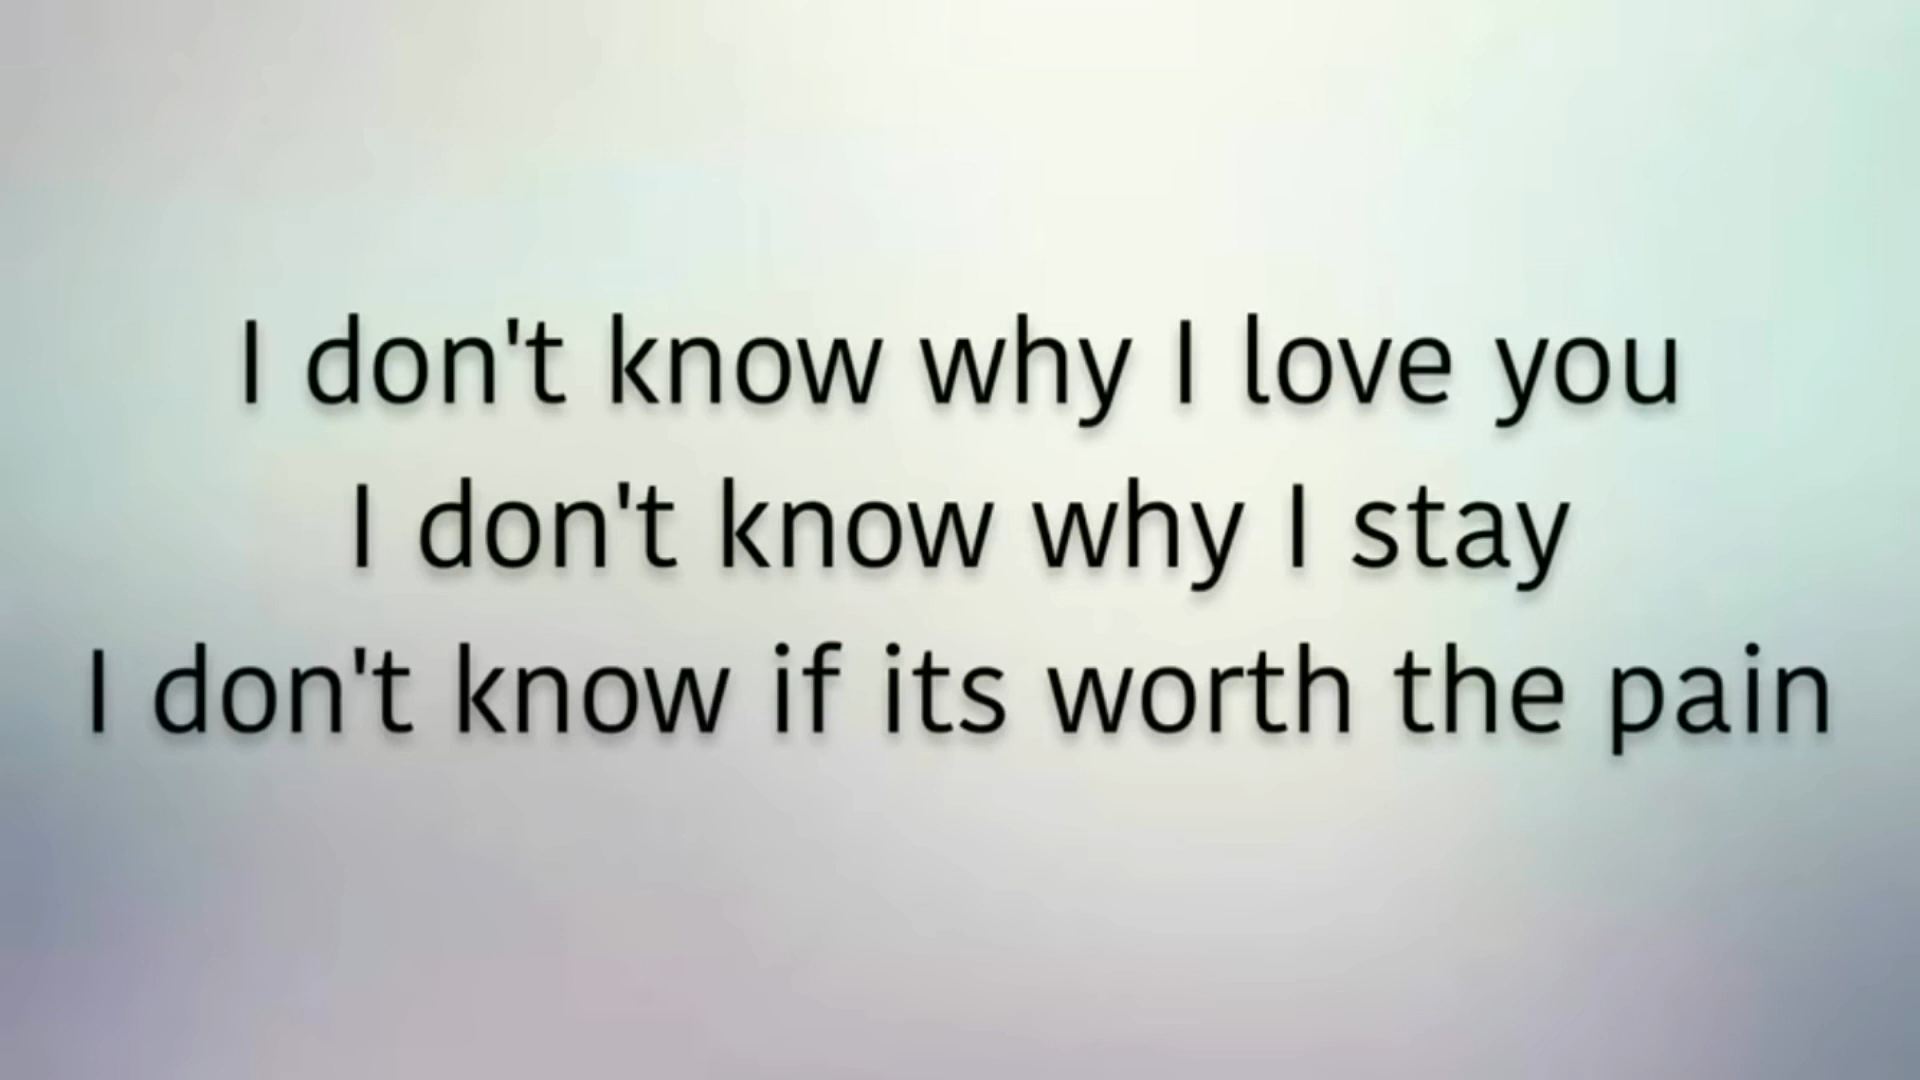 I don't know why I love you
I don't know why I stay
I don't know if its worth the pain